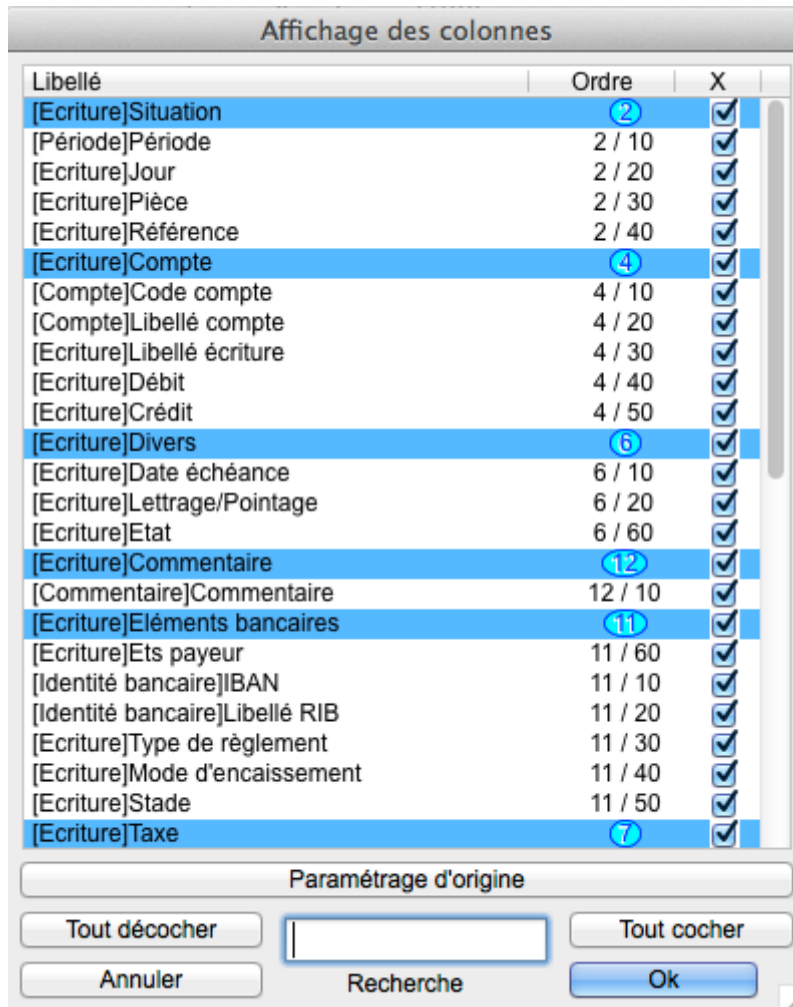 Affichage des colonnes
Libellé Ordre X
[Ecriture]Situation 2
[Période]Période 2 / 10
[Ecriture]Jour 2 / 20
[Ecriture]Pièce 2 / 30
[Ecriture]Référence 2 / 40
[Ecriture]Compte 4
[Compte]Code compte 4 / 10
[Compte]Libellé compte 4 / 20
[Ecriture]Libellé écriture 4 / 30
[Ecriture]Débit 4 / 40
[Ecriture]Crédit 4 / 50
[Ecriture]Divers 6
[Ecriture]Date échéance 6 / 10
[Ecriture]Lettrage/Pointage 6 / 20
[Ecriture]Etat 6 / 60
[Ecriture]Commentaire 12
[Commentaire]Commentaire 12 / 10
[Ecriture]Eléments bancaires 11
[Ecriture]Ets payeur 11 / 60
[Identité bancaire]IBAN 11 / 10
[Identité bancaire]Libellé RIB 11 / 20
[Ecriture]Type de règlement 11 / 30
[Ecriture]Mode d'encaissement 11 / 40
[Ecriture]Stade 11 / 50
[Ecriture]Taxe 7
Paramétrage d'origine
Tout décocher Tout cocher
Annuler Recherche Ok